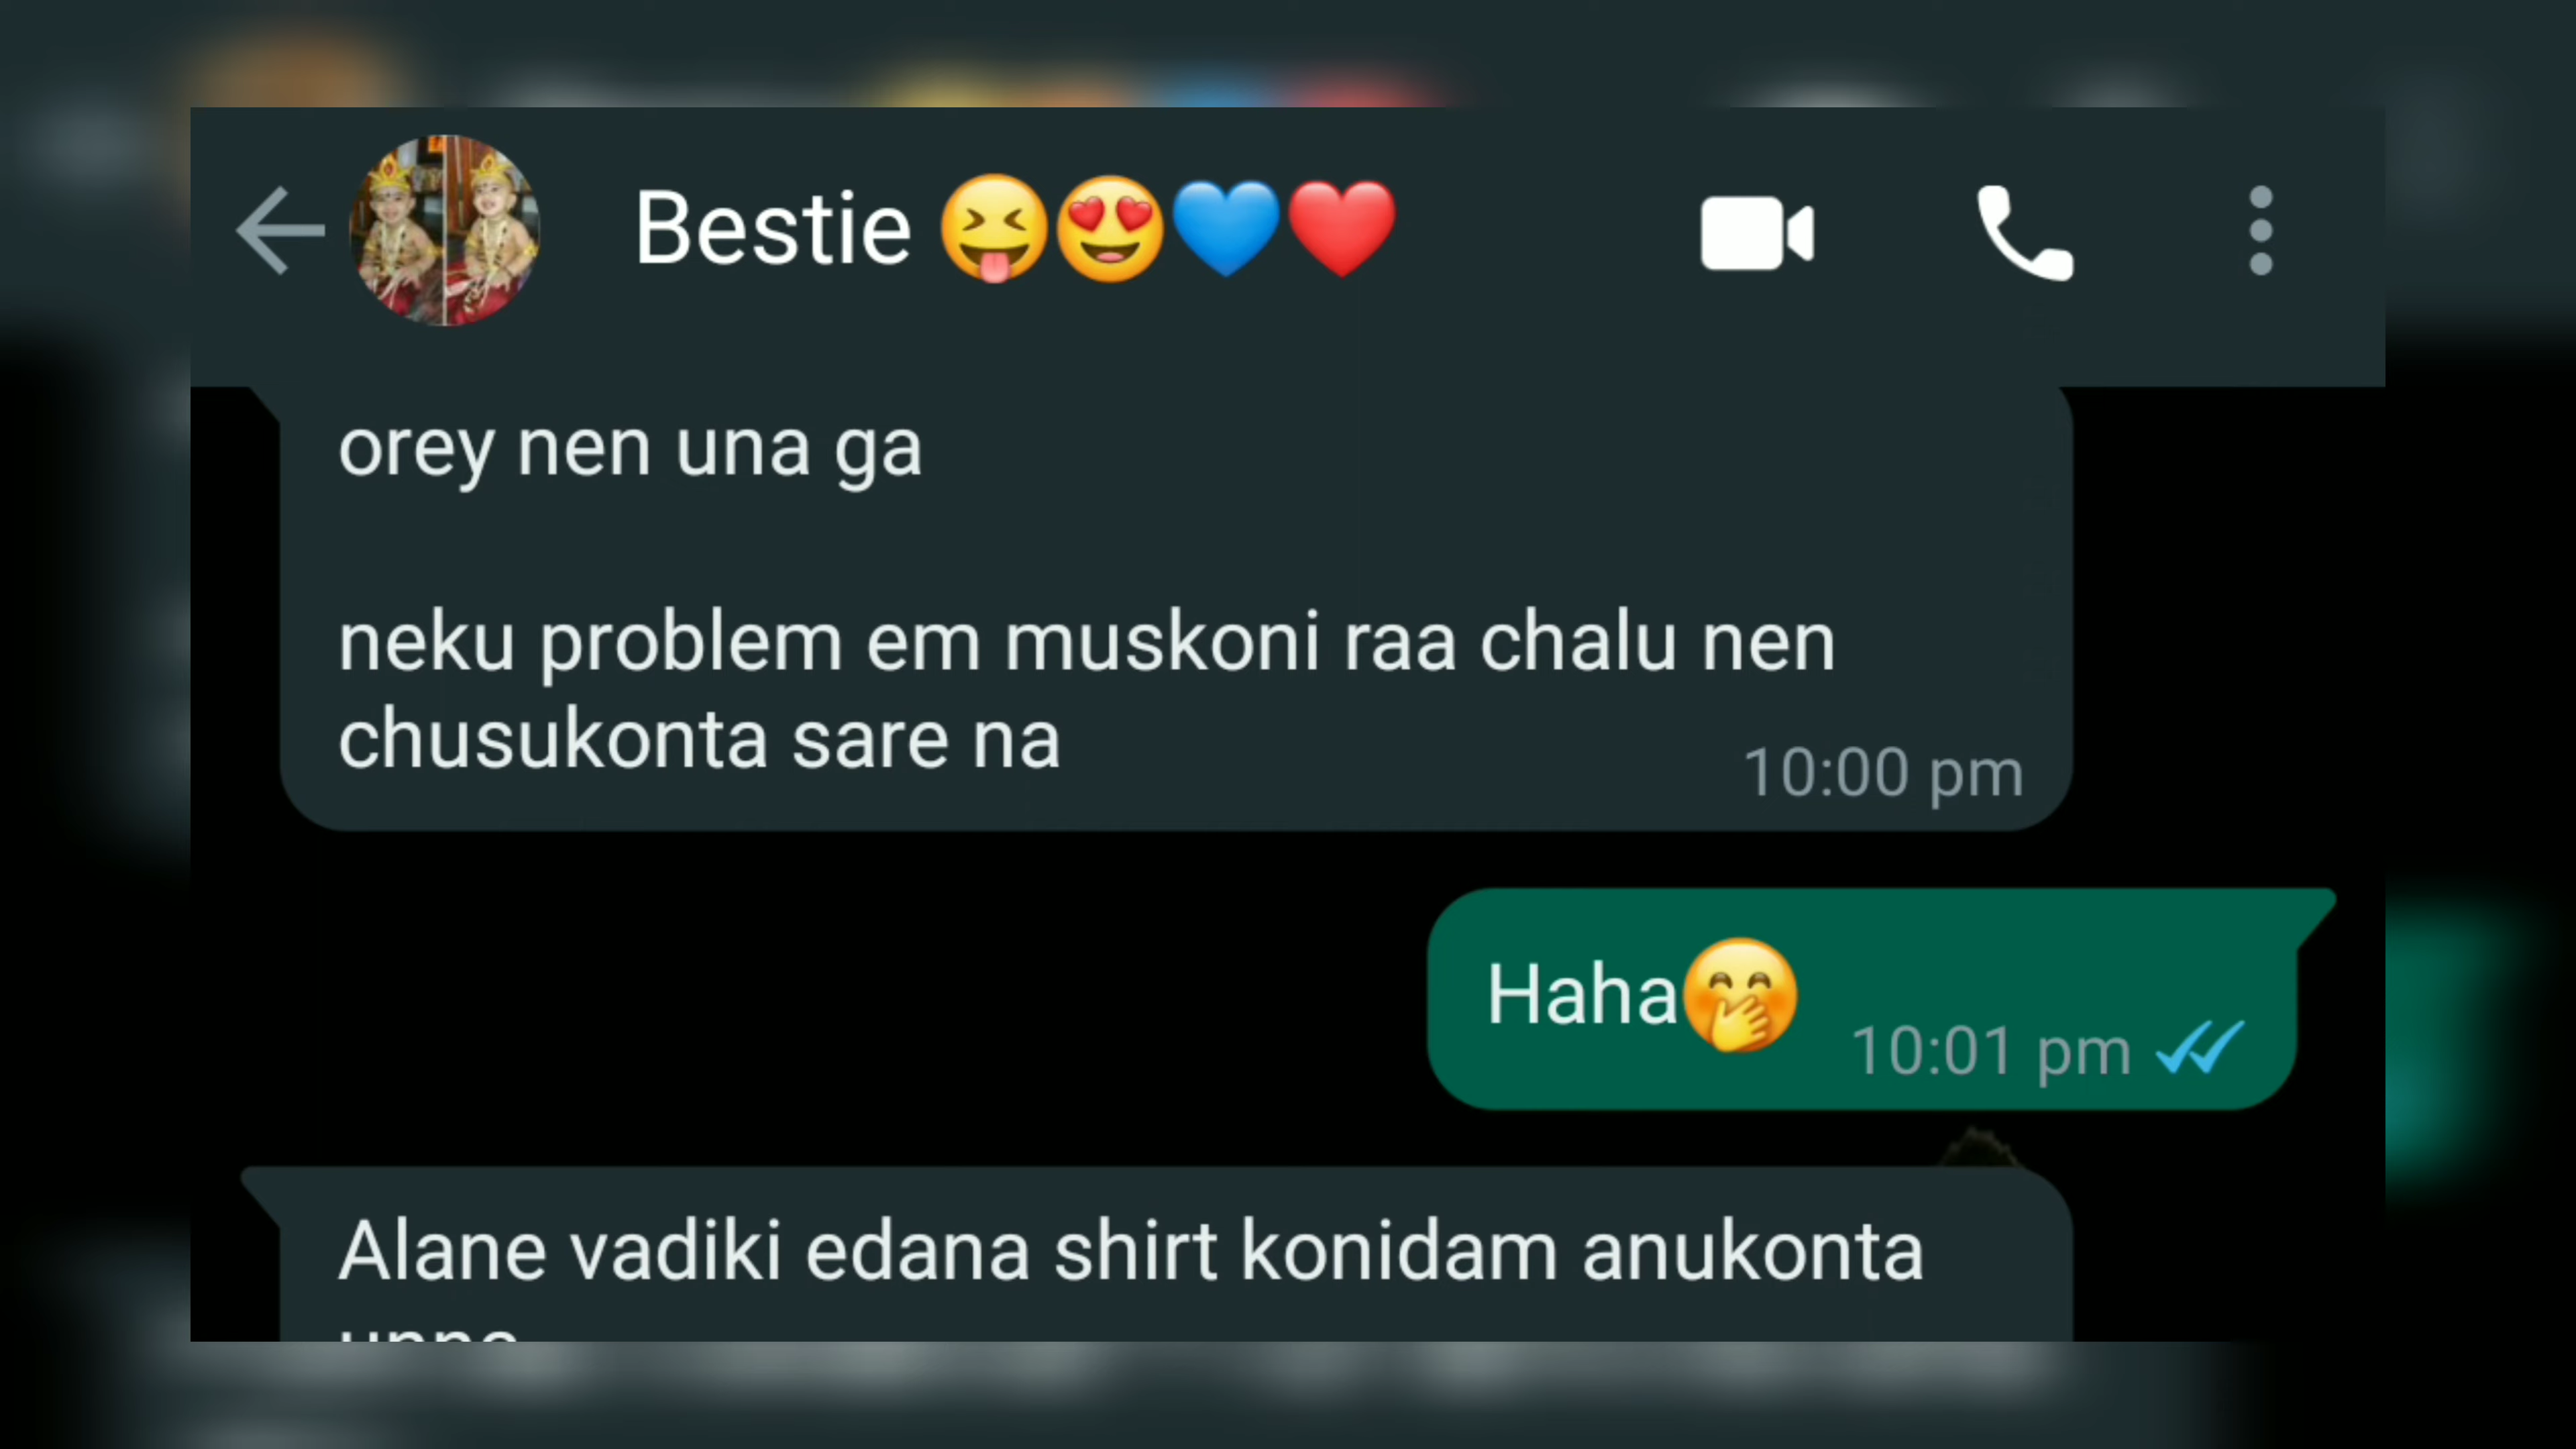 Bestie 😝😍💙❤️
orey nen una ga
neku problem em muskoni raa chalu nen
chusukonta sare na
10:00 pm
Haha🤭
10:01 pm
Alane vadiki edana shirt konidam anukonta